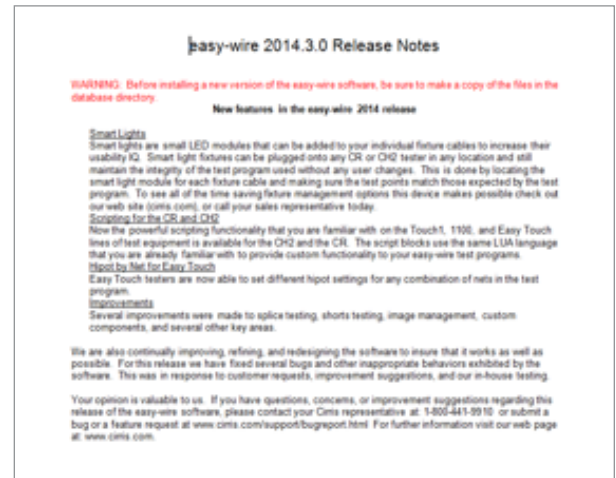 easy-wire 2014.3.0 Release Notes
WARNING: Before installing a new version of the easy-wire software, be sure to make a copy of the files in the
database directory.
New features in the easy-wire 2014 release
Smart Lights
Smart lights are small LED modules that can be added to your individual fixture cables to increase their
usability IQ. Smart light fixtures can be plugged onto any CR or CH2 tester in any location and still
maintain the integrity of the test program used without any user changes. This is done by locating the
smart light module for each fixture cable and making sure the test points match those expected by the test
program. To see all of the time saving fixture management options this device makes possible check out
our web site (cirris.com), or call your sales representative today.
Scripting for the CR and CH2
Now the powerful scripting functionality that you are familiar with on the Touch1, 1100, and Easy Touch
lines of test equipment is available for the CH2 and the CR. The script blocks use the same LUA language
that you are already familiar with to provide custom functionality to your easy-wire test programs.
Hipot by Net for Easy Touch
Easy Touch testers are now able to set different hipot settings for any combination of nets in the test
program.
Improvements
Several improvements were made to splice testing, shorts testing, image management, custom
components, and several other key areas.
We are also continually improving, refining, and redesigning the software to insure that it works as well as
possible. For this release we have fixed several bugs and other inappropriate behaviors exhibited by the
software. This was in response to customer requests, improvement suggestions, and our in-house testing.
Your opinion is valuable to us. If you have questions, concerns, or improvement suggestions regarding this
release of the easy-wire software, please contact your Cirris representative at: 1-800-441-9910 or submit a
bug or a feature request at www.cirris.com/support/bugreport.html For further information visit our web page
at: www.cirris.com.